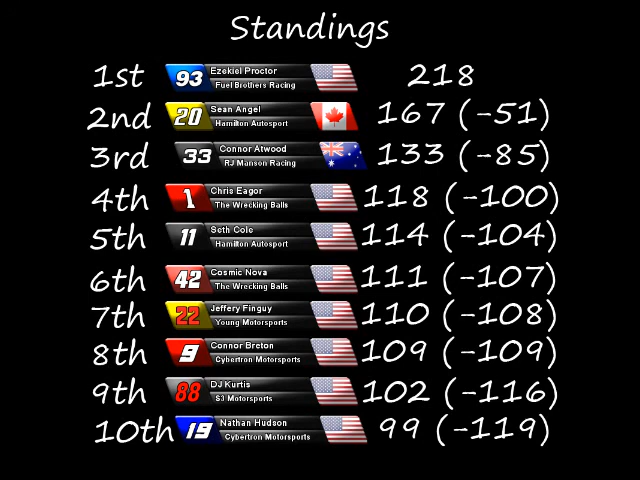 Standings
1st 93 Ezekiel Proctor 218
Fuel Brothers Racing
2nd 20 Sean Angel 167 (-51)
Hamilton Autosport
3rd 33 Connor Atwood 133 (-85)
RJ Manson Racing
4th 1 Chris Eagor 118 (-100)
The Wrecking Balls
5th 11 Seth Cole 114 (-104)
Hamilton Autosport
6th 42 Cosmic Nova 111 (-107)
The Wrecking Balls
7th 22 Jeffery Finguy 110 (-108)
Young Motorsports
8th 9 Connor Breton 109 (-109)
Cybertron Motorsports
9th 88 DJ Kurtis 102 (-116)
S3 Motorsports
10th 19 Nathan Hudson 99 (-119)
Cybertron Motorsports